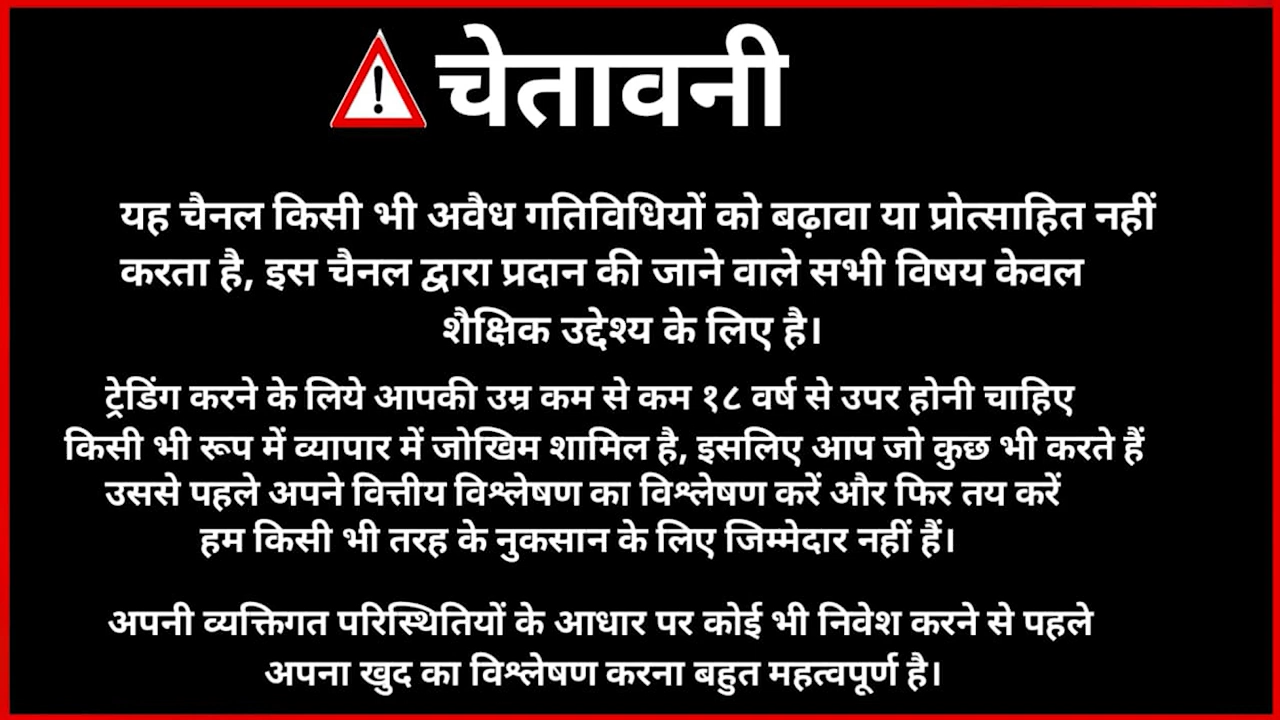 चेतावनी
यह चैनल किसी भी अवैध गतिविधियों को बढ़ावा या प्रोत्साहित नहीं
करता है, इस चैनल द्वारा प्रदान की जाने वाले सभी विषय केवल
शैक्षिक उद्देश्य के लिए है।
ट्रेडिंग करने के लिये आपकी उम्र कम से कम १८ वर्ष से उपर होनी चाहिए
किसी भी रूप में व्यापार में जोखिम शामिल है, इसलिए आप जो कुछ भी करते हैं
उससे पहले अपने वित्तीय विश्लेषण का विश्लेषण करें और फिर तय करें
हम किसी भी तरह के नुकसान के लिए जिम्मेदार नहीं हैं।
अपनी व्यक्तिगत परिस्थितियों के आधार पर कोई भी निवेश करने से पहले
अपना खुद का विश्लेषण करना बहुत महत्वपूर्ण है।